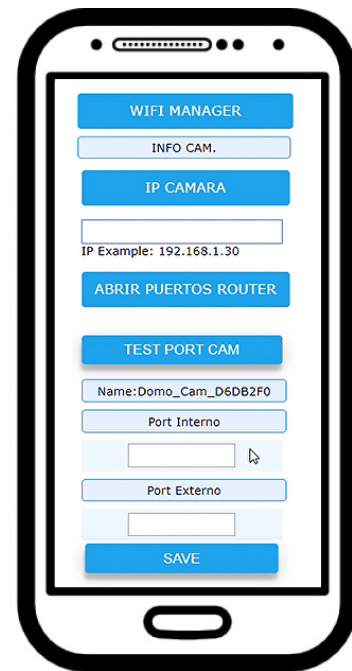 WIFI MANAGER
INFO CAM.
IP CAMARA
IP Example: 192.168.1.30
ABRIR PUERTOS ROUTER
TEST PORT CAM
Name:Domo_Cam_D6DB2F0
Port Interno
Port Externo
SAVE